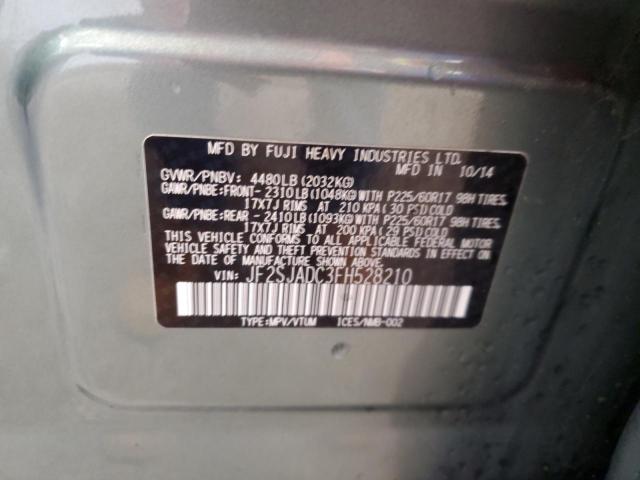 MFD BY FUJI HEAVY INDUSTRIES LTD.
MFD IN 10/14
GVWR/PNBV: 4480LB(2032KG)
GAWR/PNBE:FRONT- 2310LB(1048KG)WITH P225/60R17 98H TIRES,
17X7J RIMS AT 210 KPA(30 PSI)COLD
GAWR/PNBE:REAR - 2410LB(1093KG)WITH P225/60R17 98H TIRES,
17X7J RIMS AT 200 KPA(29 PSI)COLD
THIS VEHICLE CONFORMS TO ALL APPLICABLE FEDERAL MOTOR
VEHICLE SAFETY AND THEFT PREVENTION STANDARDS IN EFFECT ON
THE DATE OF MANUFACTURE SHOWN ABOVE.
VIN: JF2SJADC3FH528210
TYPE:MPV/VTUM ICES/NMB-002